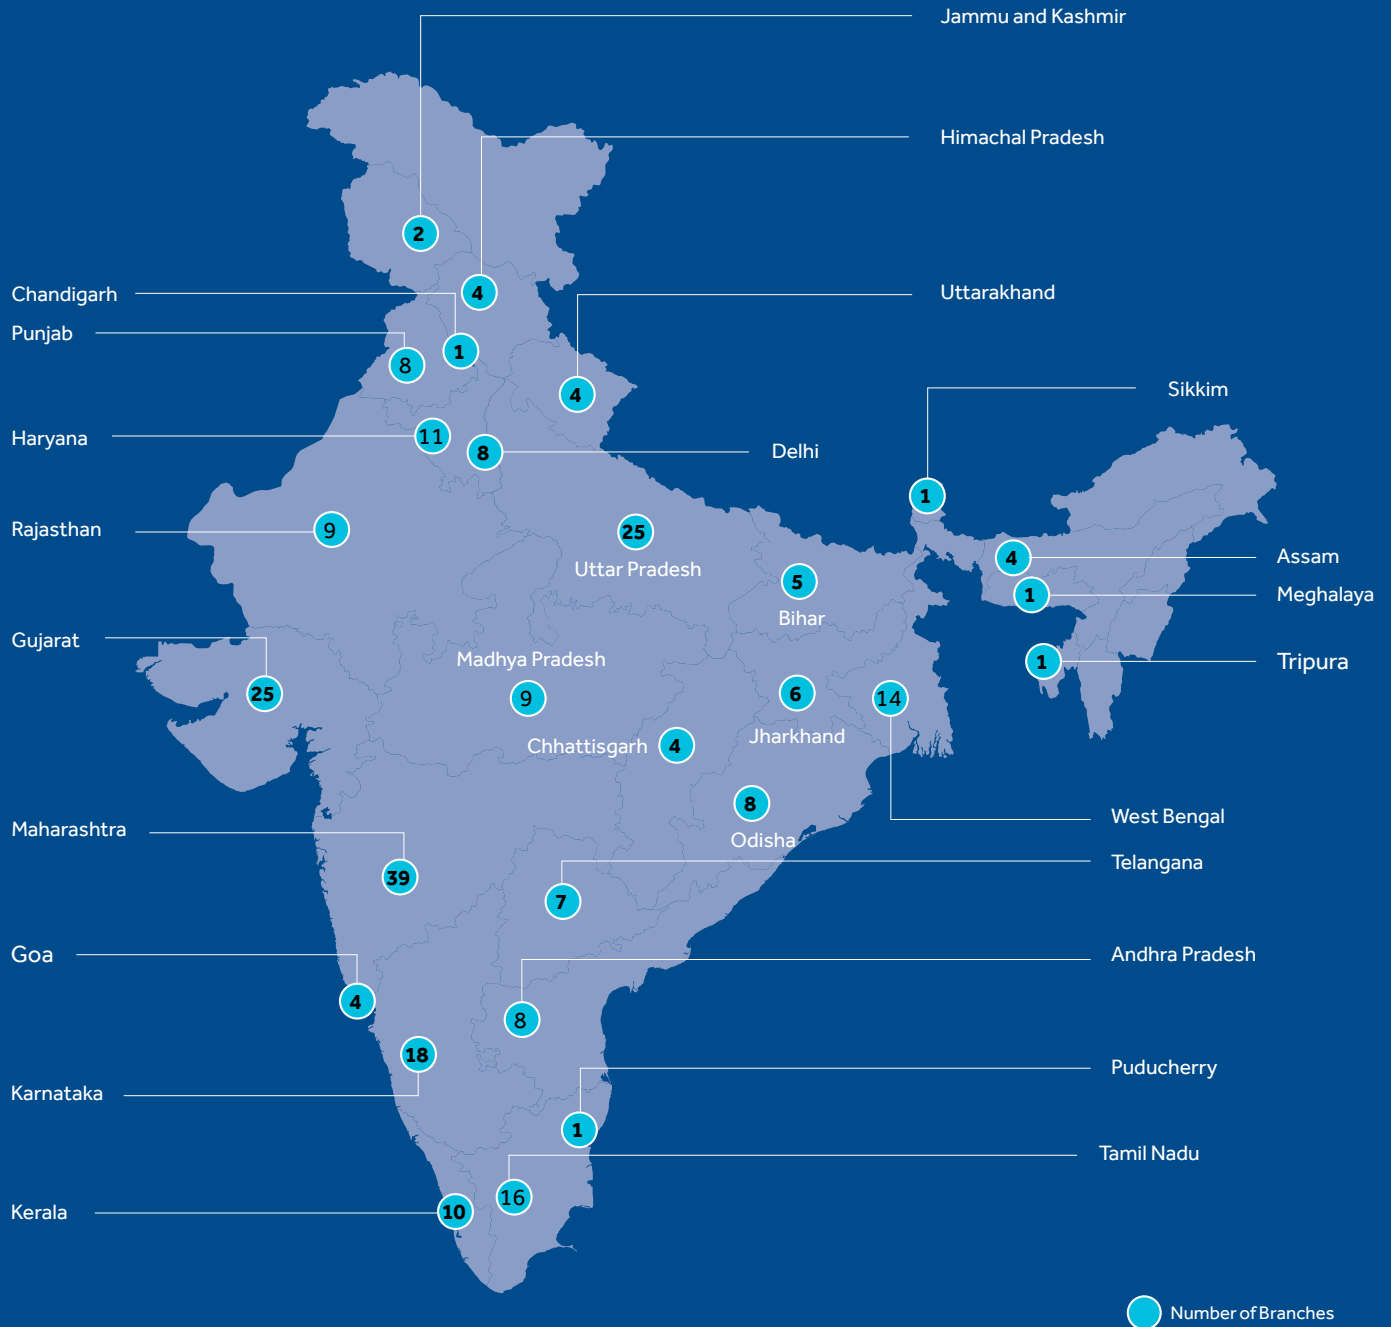 Jammu and Kashmir
Himachal Pradesh
2
Chandigarh
4
Uttarakhand
Punjab
1
8
4
Sikkim
Haryana
11
8
Delhi
1
Rajasthan
9
25
Uttar Pradesh
4
Assam
5
Bihar
1
Meghalaya
Gujarat
25
Madhya Pradesh
9
6
Jharkhand
14
1
Tripura
Chhattisgarh
4
8
Odisha
West Bengal
Maharashtra
39
7
Telangana
Goa
4
8
Andhra Pradesh
18
Karnataka
1
Puducherry
Tamil Nadu
16
Kerala
10
Number of Branches